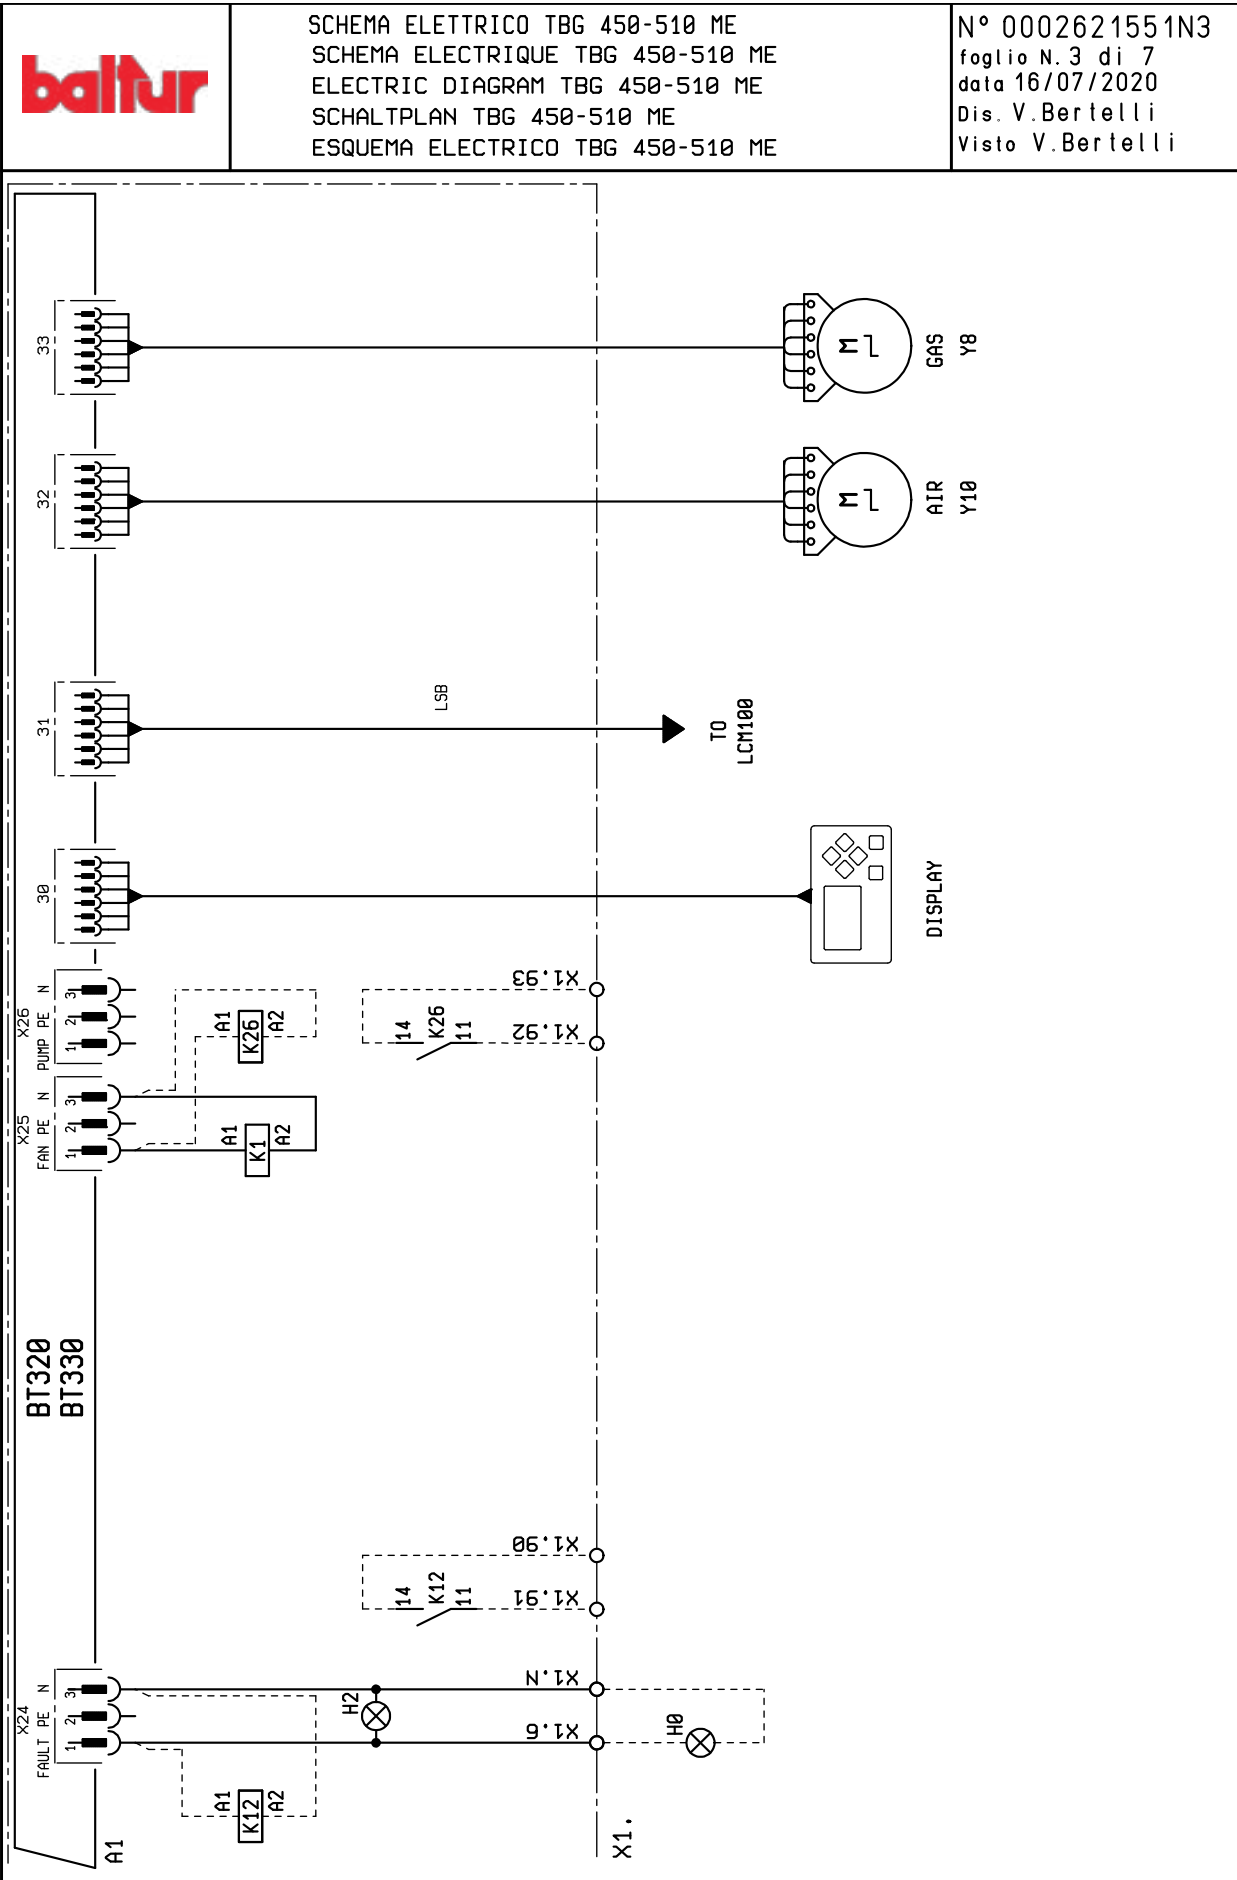 baltur
SCHEMA ELETTRICO TBG 450-510 ME
SCHEMA ELECTRIQUE TBG 450-510 ME
ELECTRIC DIAGRAM TBG 450-510 ME
SCHALTPLAN TBG 450-510 ME
ESQUEMA ELECTRICO TBG 450-510 ME
N° 0002621551N3
foglio N. 3 di 7
data 16/07/2020
Dis. V.Bertelli
Visto V.Bertelli
33
M
GAS
Y8
32
M
AIR
Y10
31
LSB
TO
LCM100
30
DISPLAY
X26
PUMP PE N
1 2 3
A1
K26
A2
14
K26
11
X1.93
X1.92
X25
FAN PE N
1 2 3
A1
K1
A2
BT320
BT330
14
K12
11
X1.90
X1.91
X24
FAULT PE N
1 2 3
H2
X1.N
X1.6
H0
A1
K12
A2
A1
X1.